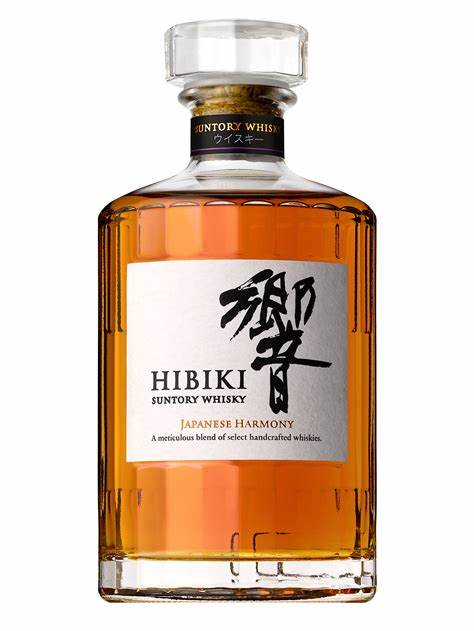 SUNTORY WHISKY
ウイスキー
響
HIBIKI
SUNTORY WHISKY
JAPANESE HARMONY
A meticulous blend of select handcrafted whiskies.